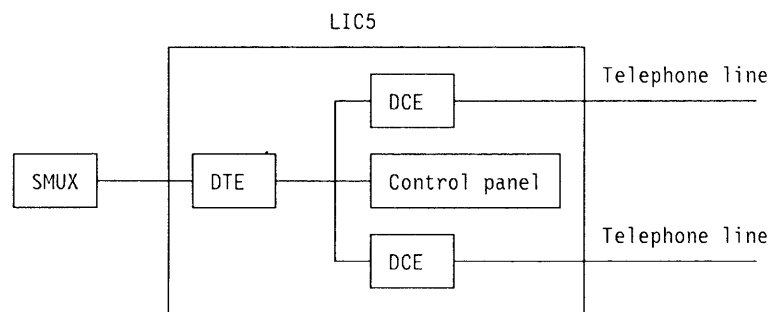 LIC5
Telephone line
DCE
SMUX
DTE
Control panel
Telephone line
DCE